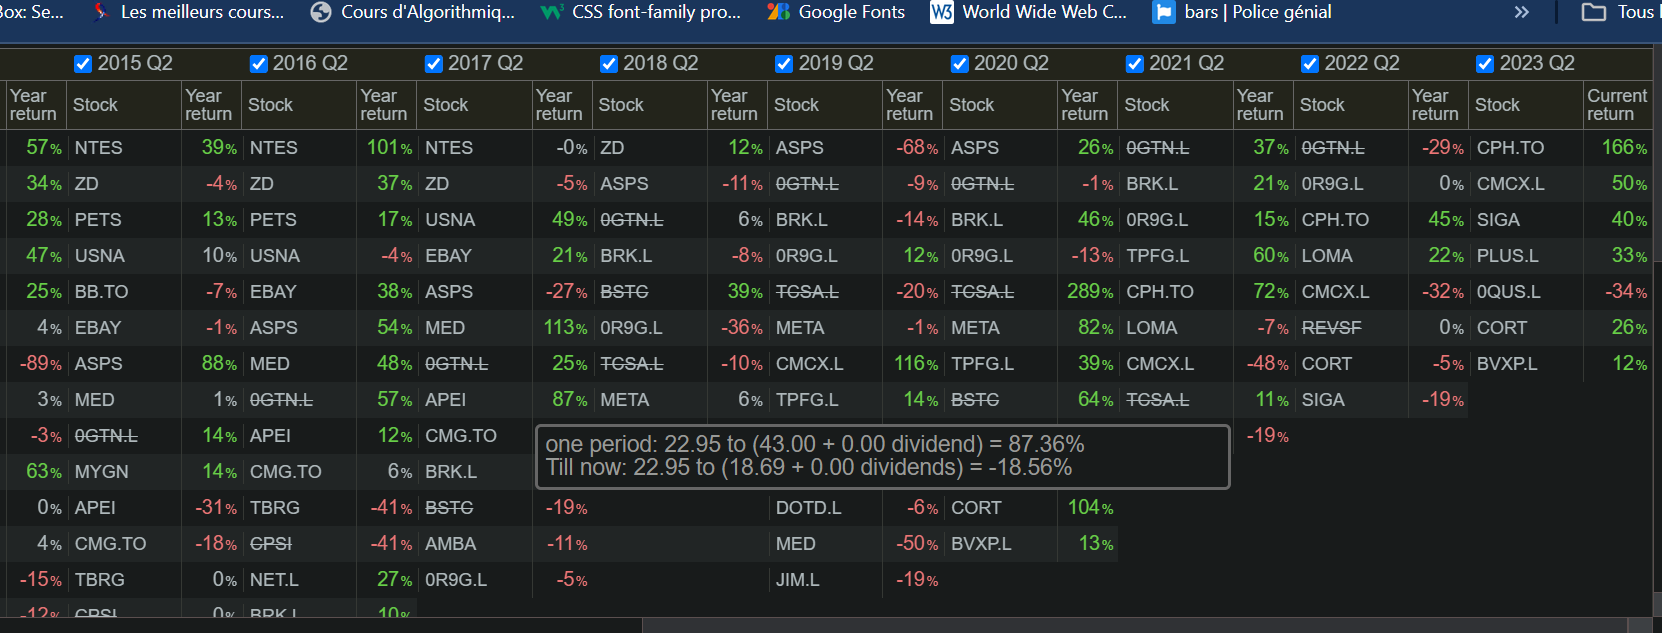 Box: Se... Les meilleurs cours... Cours d'Algorithmiq... CSS font-family pro... Google Fonts World Wide Web C... bars | Police génial » Tous l
2015 Q2 2016 Q2 2017 Q2 2018 Q2 2019 Q2 2020 Q2 2021 Q2 2022 Q2 2023 Q2
Year return Stock Year return Stock Year return Stock Year return Stock Year return Stock Year return Stock Year return Stock Year return Stock Year return Stock Current return
57% NTES 39% NTES 101% NTES -0% ZD 12% ASPS -68% ASPS 26% 0GTN.L 37% 0GTN.L -29% CPH.TO 166%
34% ZD -4% ZD 37% ZD -5% ASPS -11% 0GTN.L -9% 0GTN.L -1% BRK.L 21% 0R9G.L 0% CMCX.L 50%
28% PETS 13% PETS 17% USNA 49% 0GTN.L 6% BRK.L -14% BRK.L 46% 0R9G.L 15% CPH.TO 45% SIGA 40%
47% USNA 10% USNA -4% EBAY 21% BRK.L -8% 0R9G.L 12% 0R9G.L -13% TPFG.L 60% LOMA 22% PLUS.L 33%
25% BB.TO -7% EBAY 38% ASPS -27% BSTC 39% TCSA.L -20% TCSA.L 289% CPH.TO 72% CMCX.L -32% 0QUS.L -34%
4% EBAY -1% ASPS 54% MED 113% 0R9G.L -36% META -1% META 82% LOMA -7% REVSF 0% CORT 26%
-89% ASPS 88% MED 48% 0GTN.L 25% TCSA.L -10% CMCX.L 116% TPFG.L 39% CMCX.L -48% CORT -5% BVXP.L 12%
3% MED 1% 0GTN.L 57% APEI 87% META 6% TPFG.L 14% BSTC 64% TCSA.L 11% SIGA -19%
-3% 0GTN.L 14% APEI 12% CMG.TO -19%
one period: 22.95 to (43.00 + 0.00 dividend) = 87.36%
Till now: 22.95 to (18.69 + 0.00 dividends) = -18.56%
63% MYGN 14% CMG.TO 6% BRK.L
0% APEI -31% TBRG -41% BSTC -19% DOTD.L -6% CORT 104%
4% CMG.TO -18% CPSI -41% AMBA -11% MED -50% BVXP.L 13%
-15% TBRG 0% NET.L 27% 0R9G.L -5% JIM.L -19%
-12% CPSI 0% BRK.L 10%